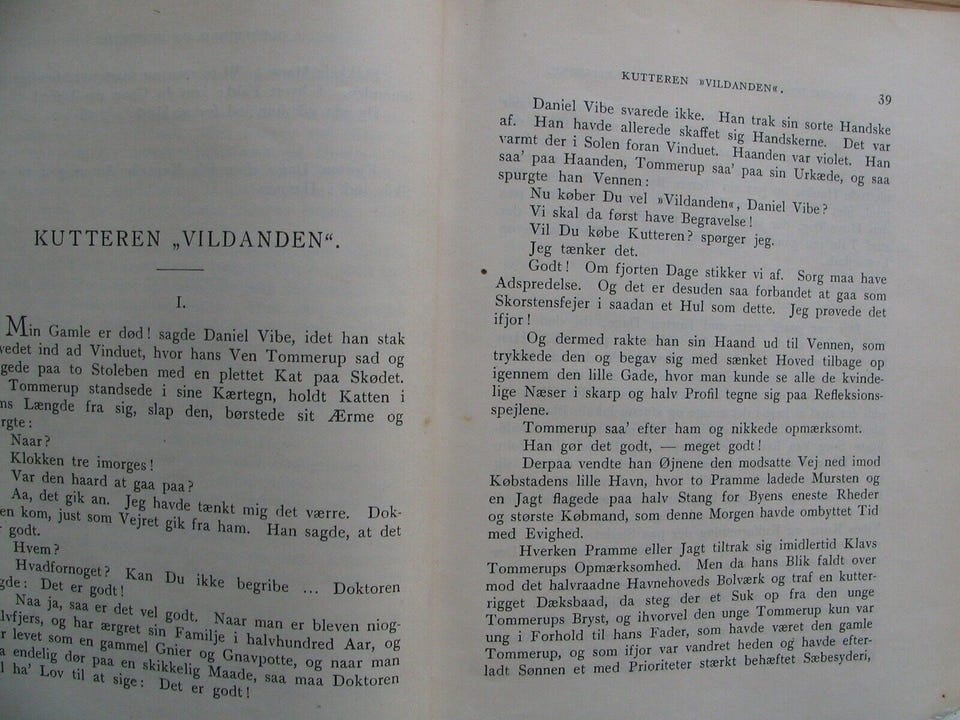 KUTTEREN „VILDANDEN“.
I.
Min Gamle er død! sagde Daniel Vibe, idet han stak
vedet ind ad Vinduet, hvor hans Ven Tommerup sad og
gede paa to Stoleben med en plettet Kat paa Skødet.
Tommerup standsede i sine Kærtegn, holdt Katten i
ns Længde fra sig, slap den, børstede sit Ærme og
rgte:
Naar?
Klokken tre imorges!
Var den haard at gaa paa?
Aa, det gik an. Jeg havde tænkt mig det værre. Dok-
en kom, just som Vejret gik fra ham. Han sagde, at det
godt.
Hvem?
Hvadfornoget? Kan Du ikke begribe ... Doktoren
gde: Det er godt!
Naa ja, saa er det vel godt. Naar man er bleven niog-
lvfjers, og har ærgret sin Familje i halvhundred Aar, og
r levet som en gammel Gnier og Gnavpotte, og naar man
a endelig dør paa en skikkelig Maade, saa maa Doktoren
l ha' Lov til at sige: Det er godt!
KUTTEREN »VILDANDEN«.
39
Daniel Vibe svarede ikke. Han trak sin sorte Handske
af. Han havde allerede skaffet sig Handskerne. Det var
varmt der i Solen foran Vinduet. Haanden var violet. Han
saa' paa Haanden, Tommerup saa' paa sin Urkæde, og saa
spurgte han Vennen:
Nu køber Du vel »Vildanden«, Daniel Vibe?
Vi skal da først have Begravelse!
Vil Du købe Kutteren? spørger jeg.
Jeg tænker det.
Godt! Om fjorten Dage stikker vi af. Sorg maa have
Adspredelse. Og det er desuden saa forbandet at gaa som
Skorstensfejer i saadan et Hul som dette. Jeg prøvede det
ifjor!
Og dermed rakte han sin Haand ud til Vennen, som
trykkede den og begav sig med sænket Hoved tilbage op
igennem den lille Gade, hvor man kunde se alle de kvinde-
lige Næser i skarp og halv Profil tegne sig paa Refleksions-
spejlene.
Tommerup saa' efter ham og nikkede opmærksomt.
Han gør det godt, — meget godt!
Derpaa vendte han Øjnene den modsatte Vej ned imod
Købstadens lille Havn, hvor to Pramme ladede Mursten og
en Jagt flagede paa halv Stang for Byens eneste Rheder
og største Købmand, som denne Morgen havde ombyttet Tid
med Evighed.
Hverken Pramme eller Jagt tiltrak sig imidlertid Klavs
Tommerups Opmærksomhed. Men da hans Blik faldt over
mod det halvraadne Havnehoveds Bolværk og traf en kutter-
rigget Dæksbaad, da steg der et Suk op fra den unge
Tommerups Bryst, og ihvorvel den unge Tommerup kun var
ung i Forhold til hans Fader, som havde været den gamle
Tommerup, og som ifjor var vandret heden og havde efter-
ladt Sønnen et med Prioriteter stærkt behæftet Sæbesyderi,